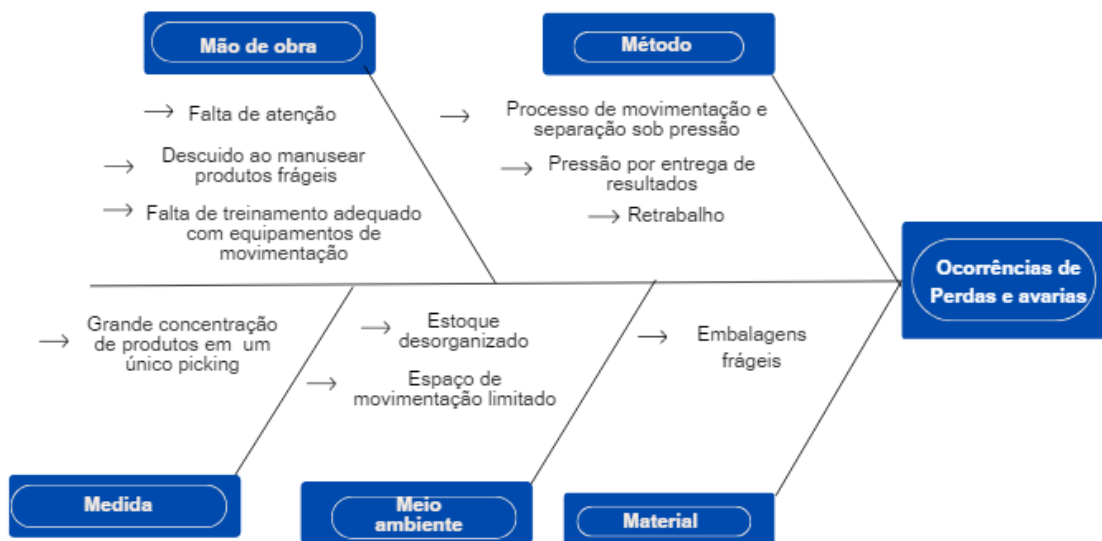 Mão de obra
Método
Falta de atenção
Descuido ao manusear
produtos frágeis
Falta de treinamento adequado
com equipamentos de
movimentação
Processo de movimentação e
separação sob pressão
Pressão por entrega de
resultados
Retrabalho
Ocorrências de
Perdas e avarias
Grande concentração
de produtos em um
único picking
Estoque
desorganizado
Espaço de
movimentação limitado
Embalagens
frágeis
Medida
Meio
ambiente
Material